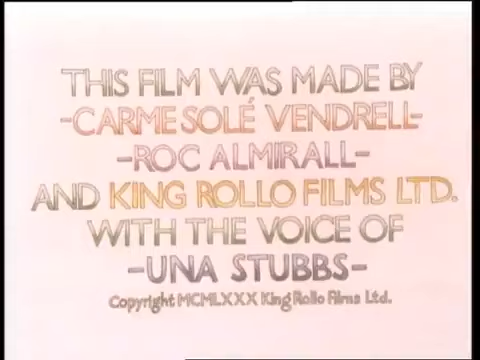 THIS FILM WAS MADE BY
-CARME SOLÉ VENDRELL-
-ROC ALMIRALL-
AND KING ROLLO FILMS LTD.
WITH THE VOICE OF
-UNA STUBBS-
Copyright MCMLXXX King Rollo Films Ltd.